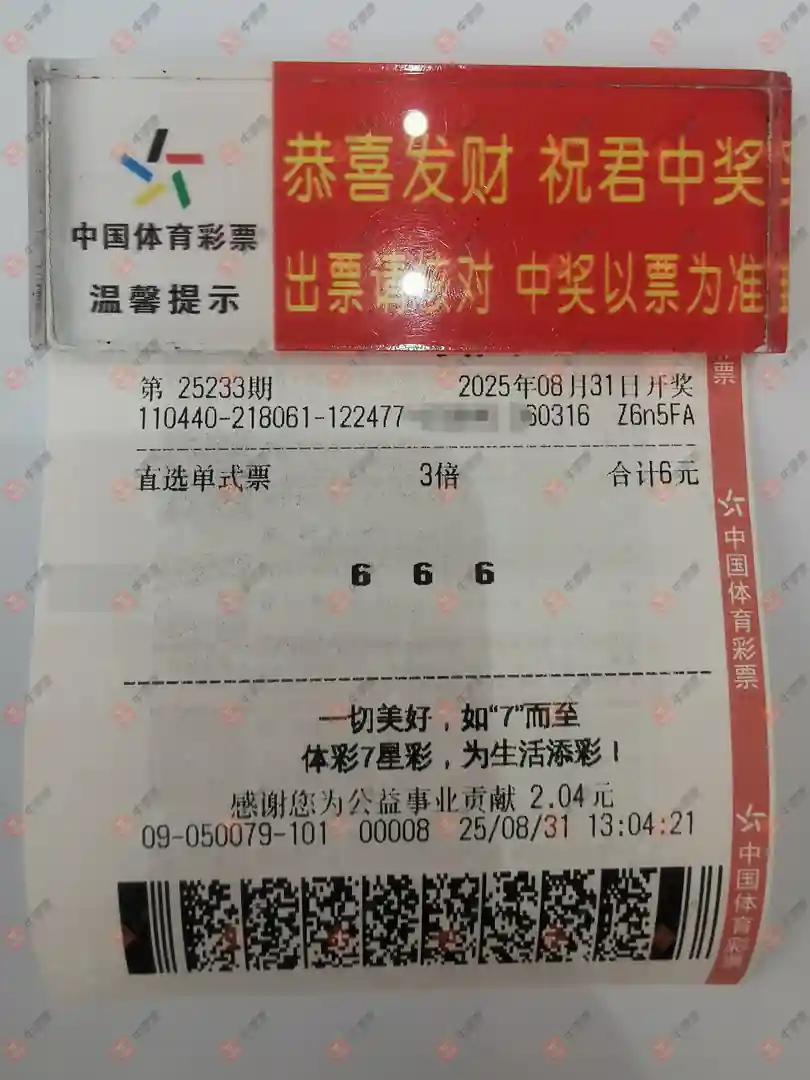 中国体育彩票
温馨提示
恭喜发财 祝君中奖
出票请核对 中奖以票为准
第 25233期 2025年08月31日开奖
110440-218061-122477 60316 Z6n5FA
直选单式票 3倍 合计6元
6 6 6
一切美好，如“7”而至
体彩7星彩，为生活添彩！
感谢您为公益事业贡献 2.04元
09-050079-101 00008 25/08/31 13:04:21
票
中国体育彩票
中国体育彩票